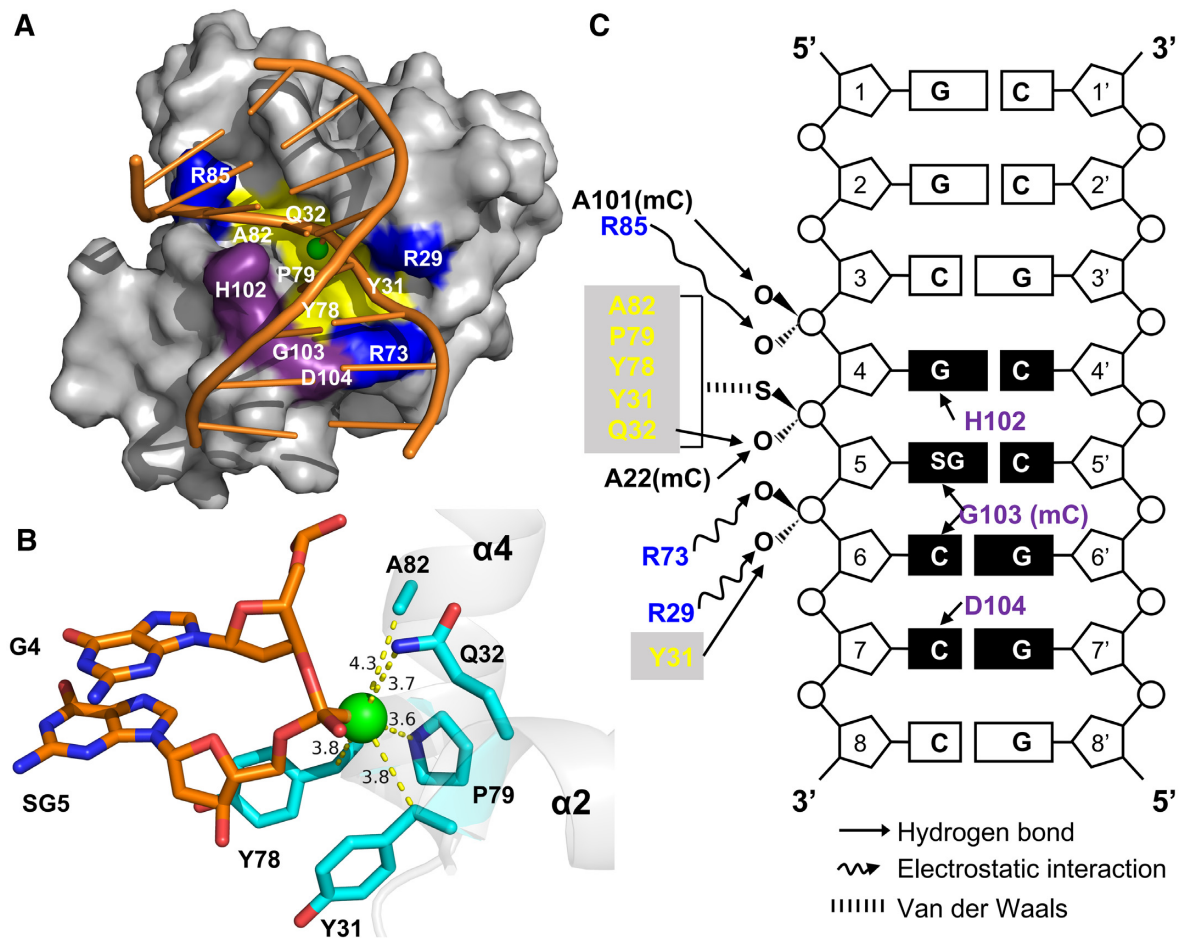 A
R85
Q32
A82
R29
P79
H102
Y31
Y78
G103
R73
D104
B
α4
A82
G4
Q32
4.3
3.7
3.6
3.8
3.8
P79
SG5
α2
Y78
Y31
C
5’ 3’
1 G C 1’
2 G C 2’
A101(mC)
R85
3 C G 3’
O
A82
O
P79
4 G C 4’
Y78
S
Y31
H102
Q32
O
5 SG C 5’
A22(mC)
O
G103 (mC)
R73
O
6 C G 6’
R29
D104
Y31
7 C G 7’
8 C G 8’
3’ 5’
Hydrogen bond
Electrostatic interaction
Van der Waals